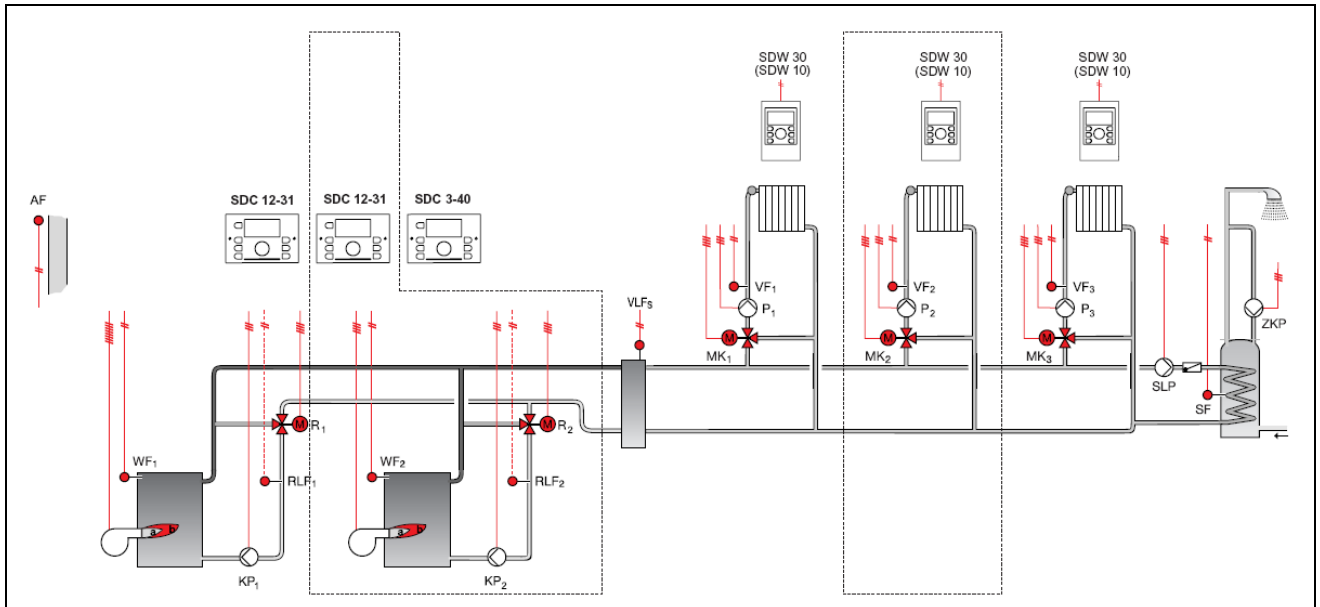 SDW 30
(SDW 10)
SDW 30
(SDW 10)
SDW 30
(SDW 10)
AF
SDC 12-31
SDC 12-31
SDC 3-40
VF1
VF2
VF3
VLFS
P1
P2
P3
ZKP
M
M
M
MK1
MK2
MK3
SLP
SF
M
R1
M
R2
WF1
RLF1
WF2
RLF2
a
b
a
b
KP1
KP2